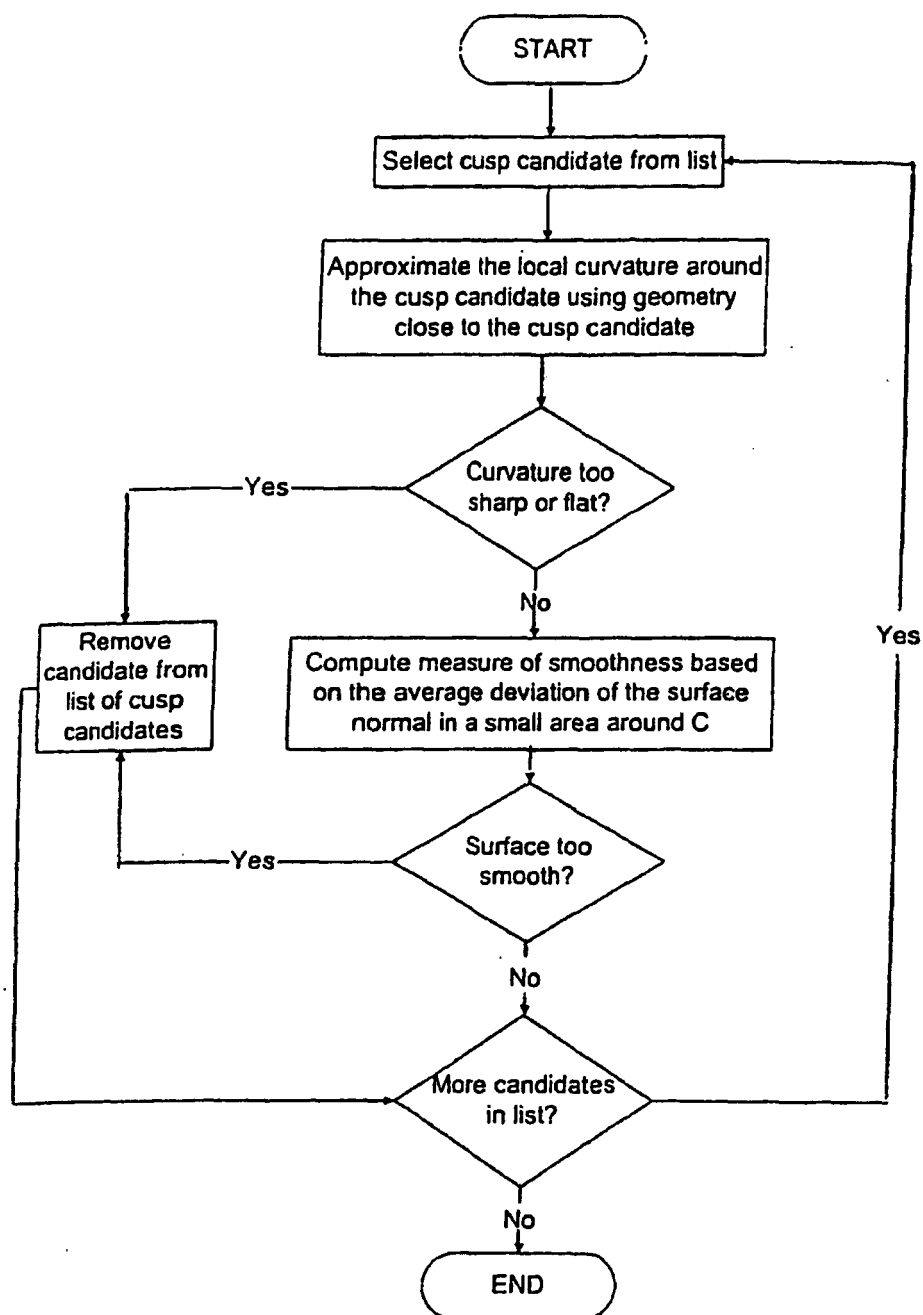 START
Select cusp candidate from list
Approximate the local curvature around
the cusp candidate using geometry
close to the cusp candidate
Curvature too
sharp or flat?
Yes
No
Remove
candidate from
list of cusp
candidates
Compute measure of smoothness based
on the average deviation of the surface
normal in a small area around C
Yes
Surface too
smooth?
Yes
No
More candidates
in list?
No
END